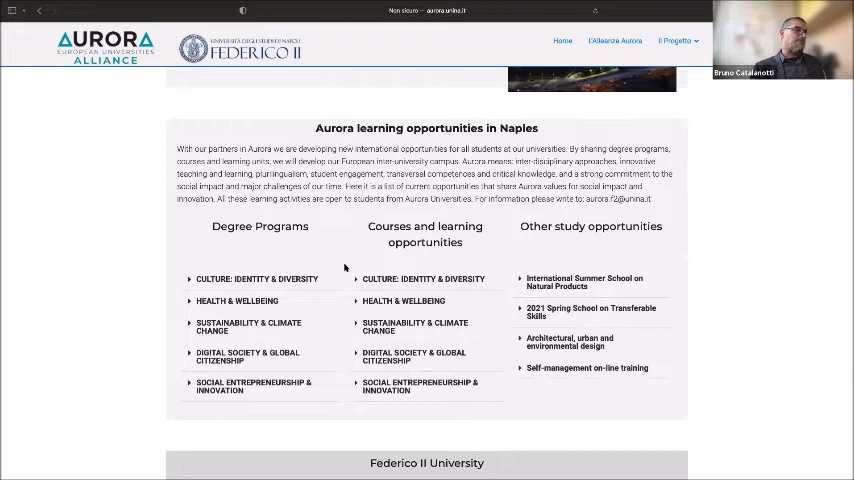 Non sicuro — aurora.unina.it
AURORA
EUROPEAN UNIVERSITIES
ALLIANCE
UNIVERSITÀ DEGLI STUDI DI NAPOLI
FEDERICO II
Home
L'Alleanza Aurora
Il Progetto
Bruno Catalanotti
Aurora learning opportunities in Naples
With our partners in Aurora we are developing new international opportunities for all students at our universities. By sharing degree programs,
courses and learning units, we will develop our European inter-university campus. Aurora means: inter-disciplinary approaches, innovative
teaching and learning, plurilingualism, student engagement, transversal competences and critical knowledge, and a strong commitment to the
social impact and major challenges of our time. Here it is a list of current opportunities that share Aurora values for social impact and
innovation. All these learning activities are open to students from Aurora Universities. For information please write to: aurora.f2@unina.it
Degree Programs
CULTURE: IDENTITY & DIVERSITY
HEALTH & WELLBEING
SUSTAINABILITY & CLIMATE
CHANGE
DIGITAL SOCIETY & GLOBAL
CITIZENSHIP
SOCIAL ENTREPRENEURSHIP &
INNOVATION
Courses and learning
opportunities
CULTURE: IDENTITY & DIVERSITY
HEALTH & WELLBEING
SUSTAINABILITY & CLIMATE
CHANGE
DIGITAL SOCIETY & GLOBAL
CITIZENSHIP
SOCIAL ENTREPRENEURSHIP &
INNOVATION
Other study opportunities
International Summer School on
Natural Products
2021 Spring School on Transferable
Skills
Architectural, urban and
environmental design
Self-management on-line training
Federico II University